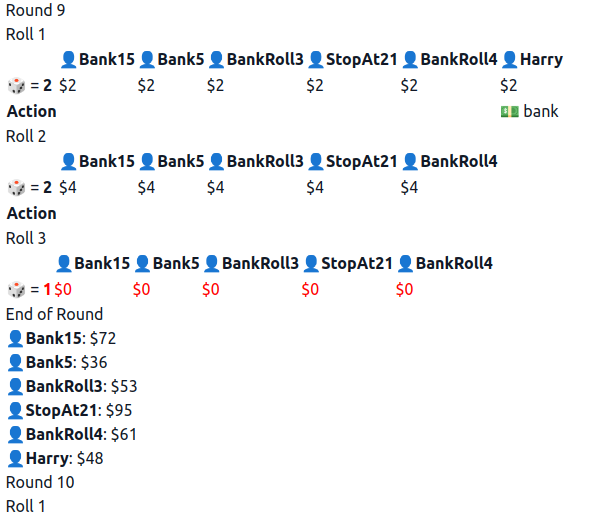 Round 9
Roll 1
👤Bank15 👤Bank5 👤BankRoll3 👤StopAt21 👤BankRoll4 👤Harry
🎲 = 2 $2 $2 $2 $2 $2 $2
Action 💵 bank
Roll 2
👤Bank15 👤Bank5 👤BankRoll3 👤StopAt21 👤BankRoll4
🎲 = 2 $4 $4 $4 $4 $4
Action
Roll 3
👤Bank15 👤Bank5 👤BankRoll3 👤StopAt21 👤BankRoll4
🎲 = 1 $0 $0 $0 $0 $0
End of Round
👤Bank15: $72
👤Bank5: $36
👤BankRoll3: $53
👤StopAt21: $95
👤BankRoll4: $61
👤Harry: $48
Round 10
Roll 1